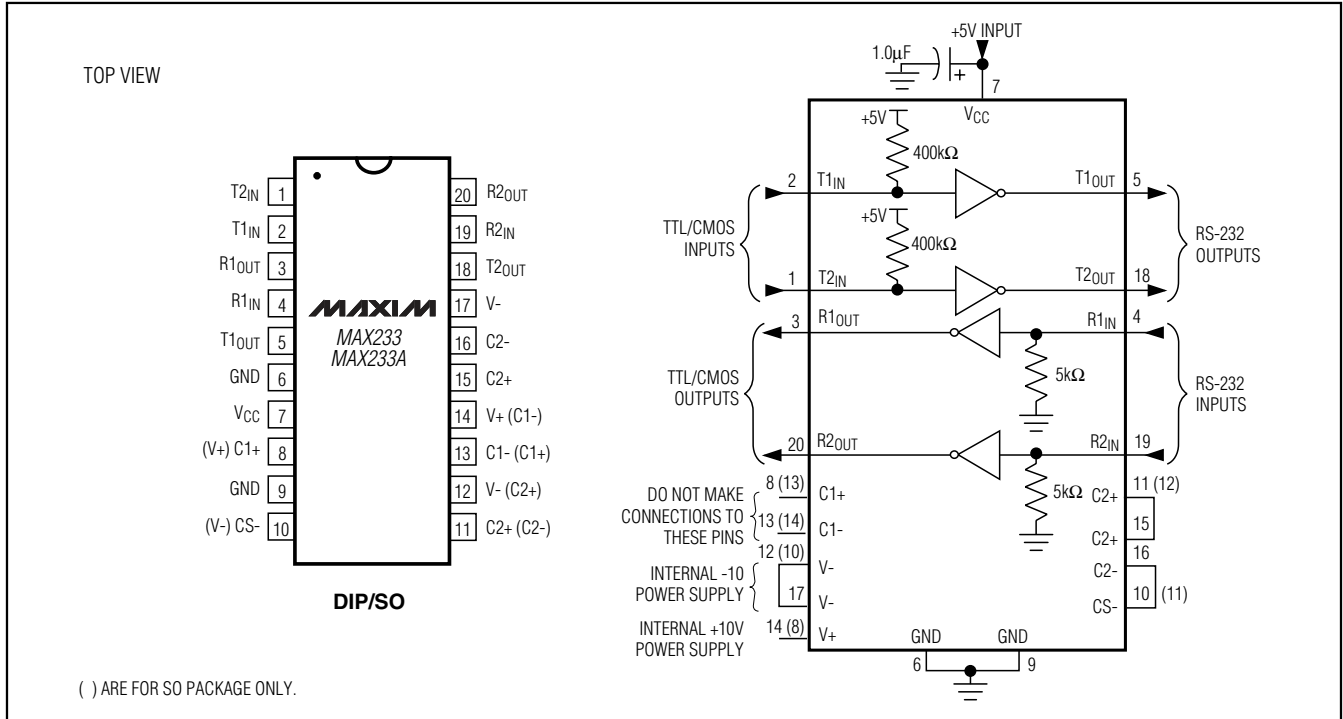 TOP VIEW
T2IN 1
T1IN 2
R1OUT 3
R1IN 4
T1OUT 5
GND 6
VCC 7
(V+) C1+ 8
GND 9
(V-) CS- 10
MAXIM
MAX233
MAX233A
20 R2OUT
19 R2IN
18 T2OUT
17 V-
16 C2-
15 C2+
14 V+ (C1-)
13 C1- (C1+)
12 V- (C2+)
11 C2+ (C2-)
DIP/SO
( ) ARE FOR SO PACKAGE ONLY.
+5V INPUT
1.0µF
+
7
VCC
+5V
400kΩ
2 T1IN T1OUT 5
+5V
400kΩ
TTL/CMOS
INPUTS
RS-232
OUTPUTS
1 T2IN T2OUT 18
3 R1OUT R1IN 4
5kΩ
TTL/CMOS
OUTPUTS
RS-232
INPUTS
20 R2OUT R2IN 19
5kΩ
DO NOT MAKE
CONNECTIONS TO
THESE PINS
8 (13) C1+
13 (14) C1-
INTERNAL -10
POWER SUPPLY
12 (10) V-
17 V-
INTERNAL +10V
POWER SUPPLY
14 (8) V+
C2+ 11 (12)
C2+ 15
C2- 16
CS- 10 (11)
GND GND
6 9